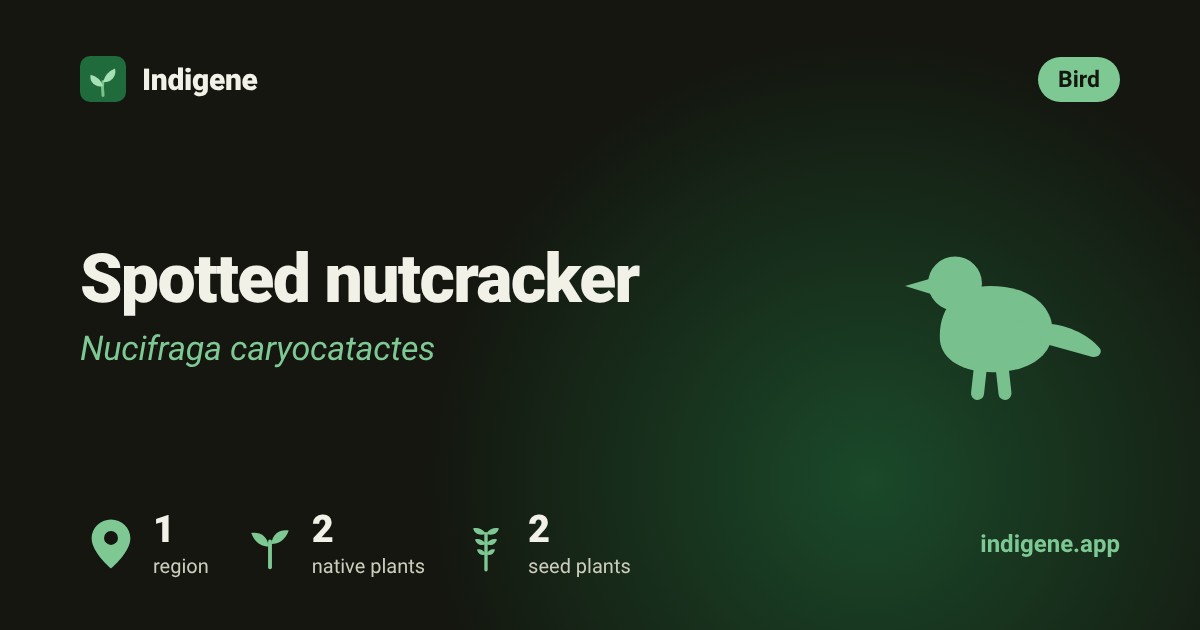 Indigene
Bird
Spotted nutcracker
Nucifraga caryocatactes
1
region
2
native plants
2
seed plants
indigene.app